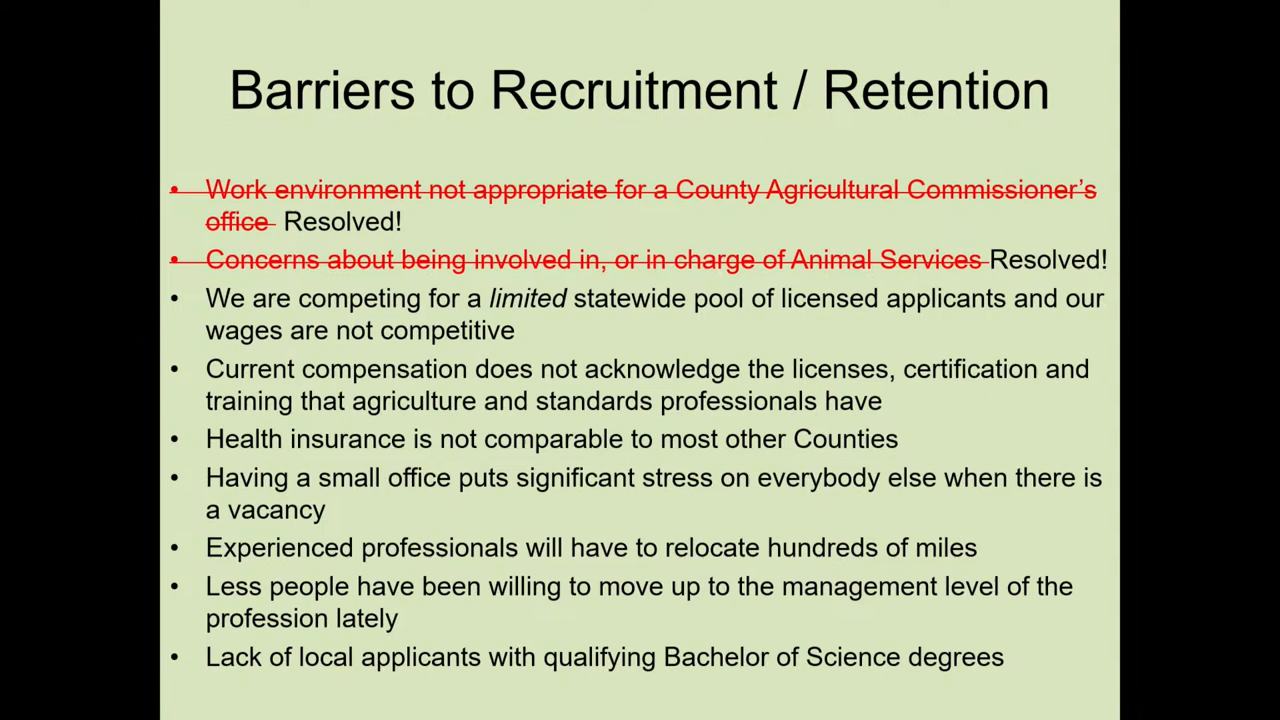 Barriers to Recruitment / Retention
• Work environment not appropriate for a County Agricultural Commissioner's
office Resolved!
• Concerns about being involved in, or in charge of Animal Services Resolved!
• We are competing for a limited statewide pool of licensed applicants and our
wages are not competitive
• Current compensation does not acknowledge the licenses, certification and
training that agriculture and standards professionals have
• Health insurance is not comparable to most other Counties
• Having a small office puts significant stress on everybody else when there is
a vacancy
• Experienced professionals will have to relocate hundreds of miles
• Less people have been willing to move up to the management level of the
profession lately
• Lack of local applicants with qualifying Bachelor of Science degrees